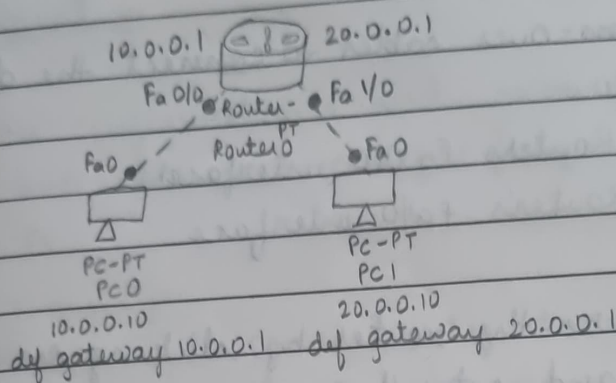 10.0.0.1 20.0.0.1
Fa 0/0 Router-PT Fa 1/0
Router0
Fa0 Fa0
PC-PT PC-PT
PC0 PC1
10.0.0.10 20.0.0.10
def gateway 10.0.0.1 def gateway 20.0.0.1